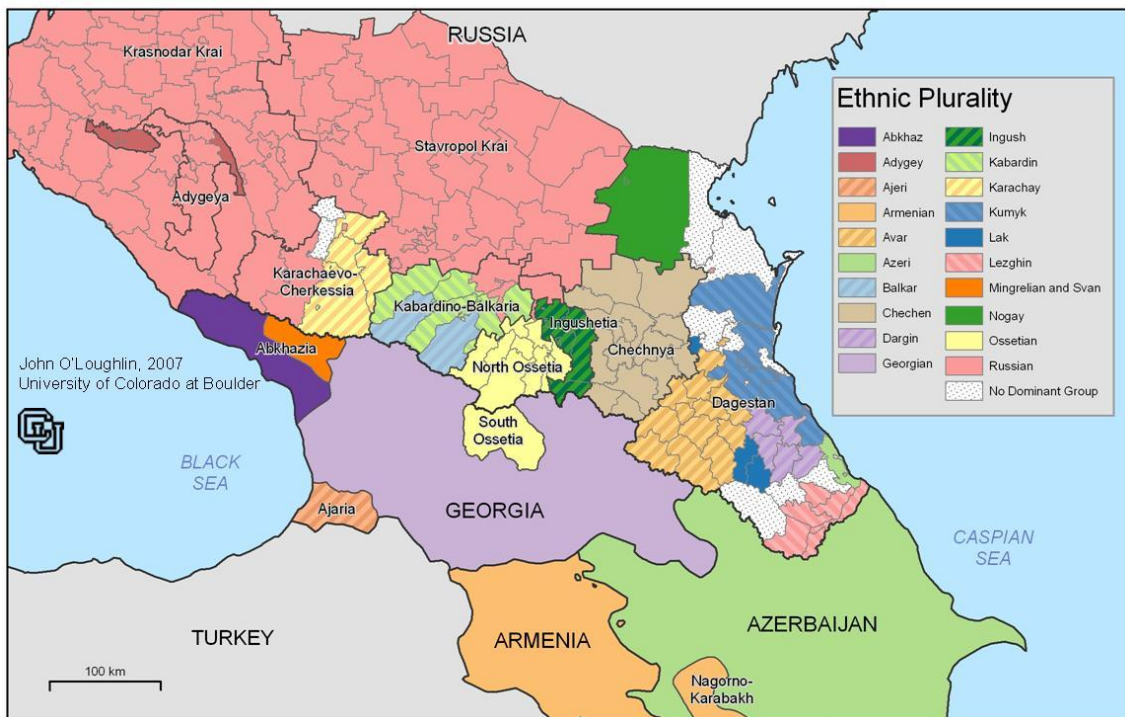 RUSSIA
Krasnodar Krai
Stavropol Krai
Adygeya
Karachaevo-
Cherkessia
Kabardino-Balkaria
Ingushetia
Chechnya
North Ossetia
South
Ossetia
Abkhazia
Dagestan
John O'Loughlin, 2007
University of Colorado at Boulder
CU
BLACK
SEA
Ajaria
GEORGIA
CASPIAN
SEA
TURKEY
ARMENIA
AZERBAIJAN
Nagorno-
Karabakh
100 km
Ethnic Plurality
Abkhaz
Adygey
Ajeri
Armenian
Avar
Azeri
Balkar
Chechen
Dargin
Georgian
Ingush
Kabardin
Karachay
Kumyk
Lak
Lezghin
Mingrelian and Svan
Nogay
Ossetian
Russian
No Dominant Group